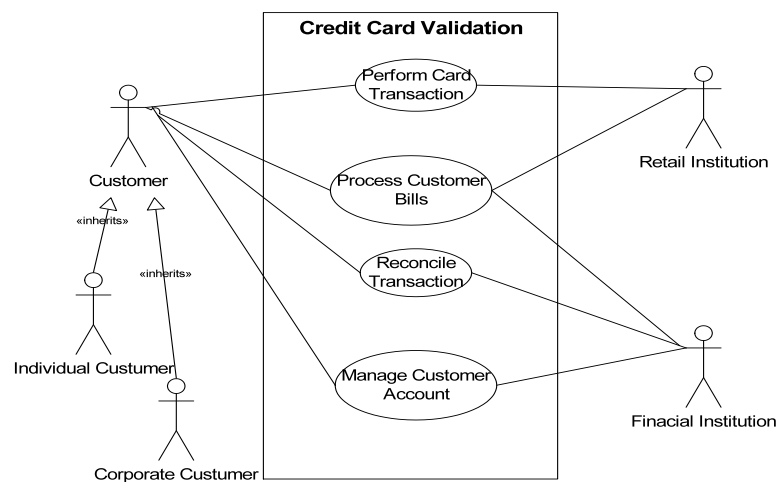 Credit Card Validation
Perform Card
Transaction
Customer
Retail Institution
Process Customer
Bills
«inherits»
Reconcile
Transaction
«inherits»
Individual Custumer
Manage Customer
Account
Finacial Institution
Corporate Custumer